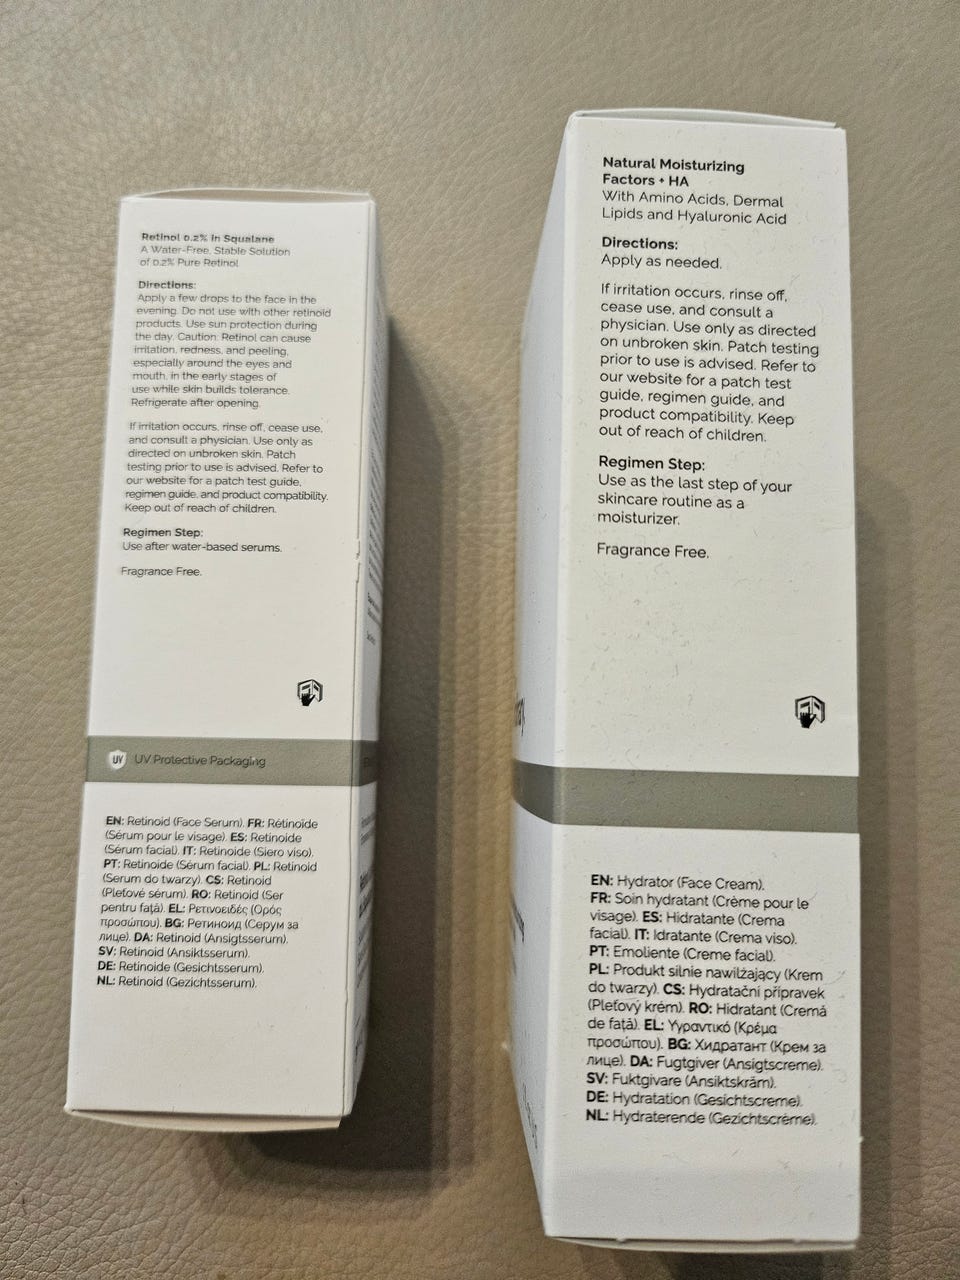 Retinol 0.2% in Squalane
A Water-Free, Stable Solution
of 0.2% Pure Retinol
Directions:
Apply a few drops to the face in the
evening. Do not use with other retinoid
products. Use sun protection during
the day. Caution: Retinol can cause
irritation, redness, and peeling,
especially around the eyes and
mouth, in the early stages of
use while skin builds tolerance.
Refrigerate after opening.
If irritation occurs, rinse off, cease use,
and consult a physician. Use only as
directed on unbroken skin. Patch
testing prior to use is advised. Refer to
our website for a patch test guide,
regimen guide, and product compatibility.
Keep out of reach of children.
Regimen Step:
Use after water-based serums.
Fragrance Free.
UV
UV Protective Packaging
EN: Retinoid (Face Serum). FR: Rétinoïde
(Sérum pour le visage). ES: Retinoide
(Sérum facial). IT: Retinoide (Siero viso).
PT: Retinoide (Sérum facial). PL: Retinoid
(Serum do twarzy). CS: Retinoid
(Pleťové sérum). RO: Retinoid (Ser
pentru față). EL: Ρετινοειδές (Ορός
προσώπου). BG: Ретиноид (Серум за
лице). DA: Retinoid (Ansigtsserum).
SV: Retinoid (Ansiktsserum).
DE: Retinoide (Gesichtsserum).
NL: Retinoid (Gezichtsserum).
Natural Moisturizing
Factors + HA
With Amino Acids, Dermal
Lipids and Hyaluronic Acid
Directions:
Apply as needed.
If irritation occurs, rinse off,
cease use, and consult a
physician. Use only as directed
on unbroken skin. Patch testing
prior to use is advised. Refer to
our website for a patch test
guide, regimen guide, and
product compatibility. Keep
out of reach of children.
Regimen Step:
Use as the last step of your
skincare routine as a
moisturizer.
Fragrance Free.
EN: Hydrator (Face Cream).
FR: Soin hydratant (Crème pour le
visage). ES: Hidratante (Crema
facial). IT: Idratante (Crema viso).
PT: Emoliente (Creme facial).
PL: Produkt silnie nawilżający (Krem
do twarzy). CS: Hydratační přípravek
(Pleťový krém). RO: Hidratant (Cremă
de față). EL: Υγραντικό (Κρέμα
προσώπου). BG: Хидратант (Крем за
лице). DA: Fugtgiver (Ansigtscreme).
SV: Fuktgivare (Ansiktskräm).
DE: Hydratation (Gesichtscreme).
NL: Hydraterende (Gezichtscrème).